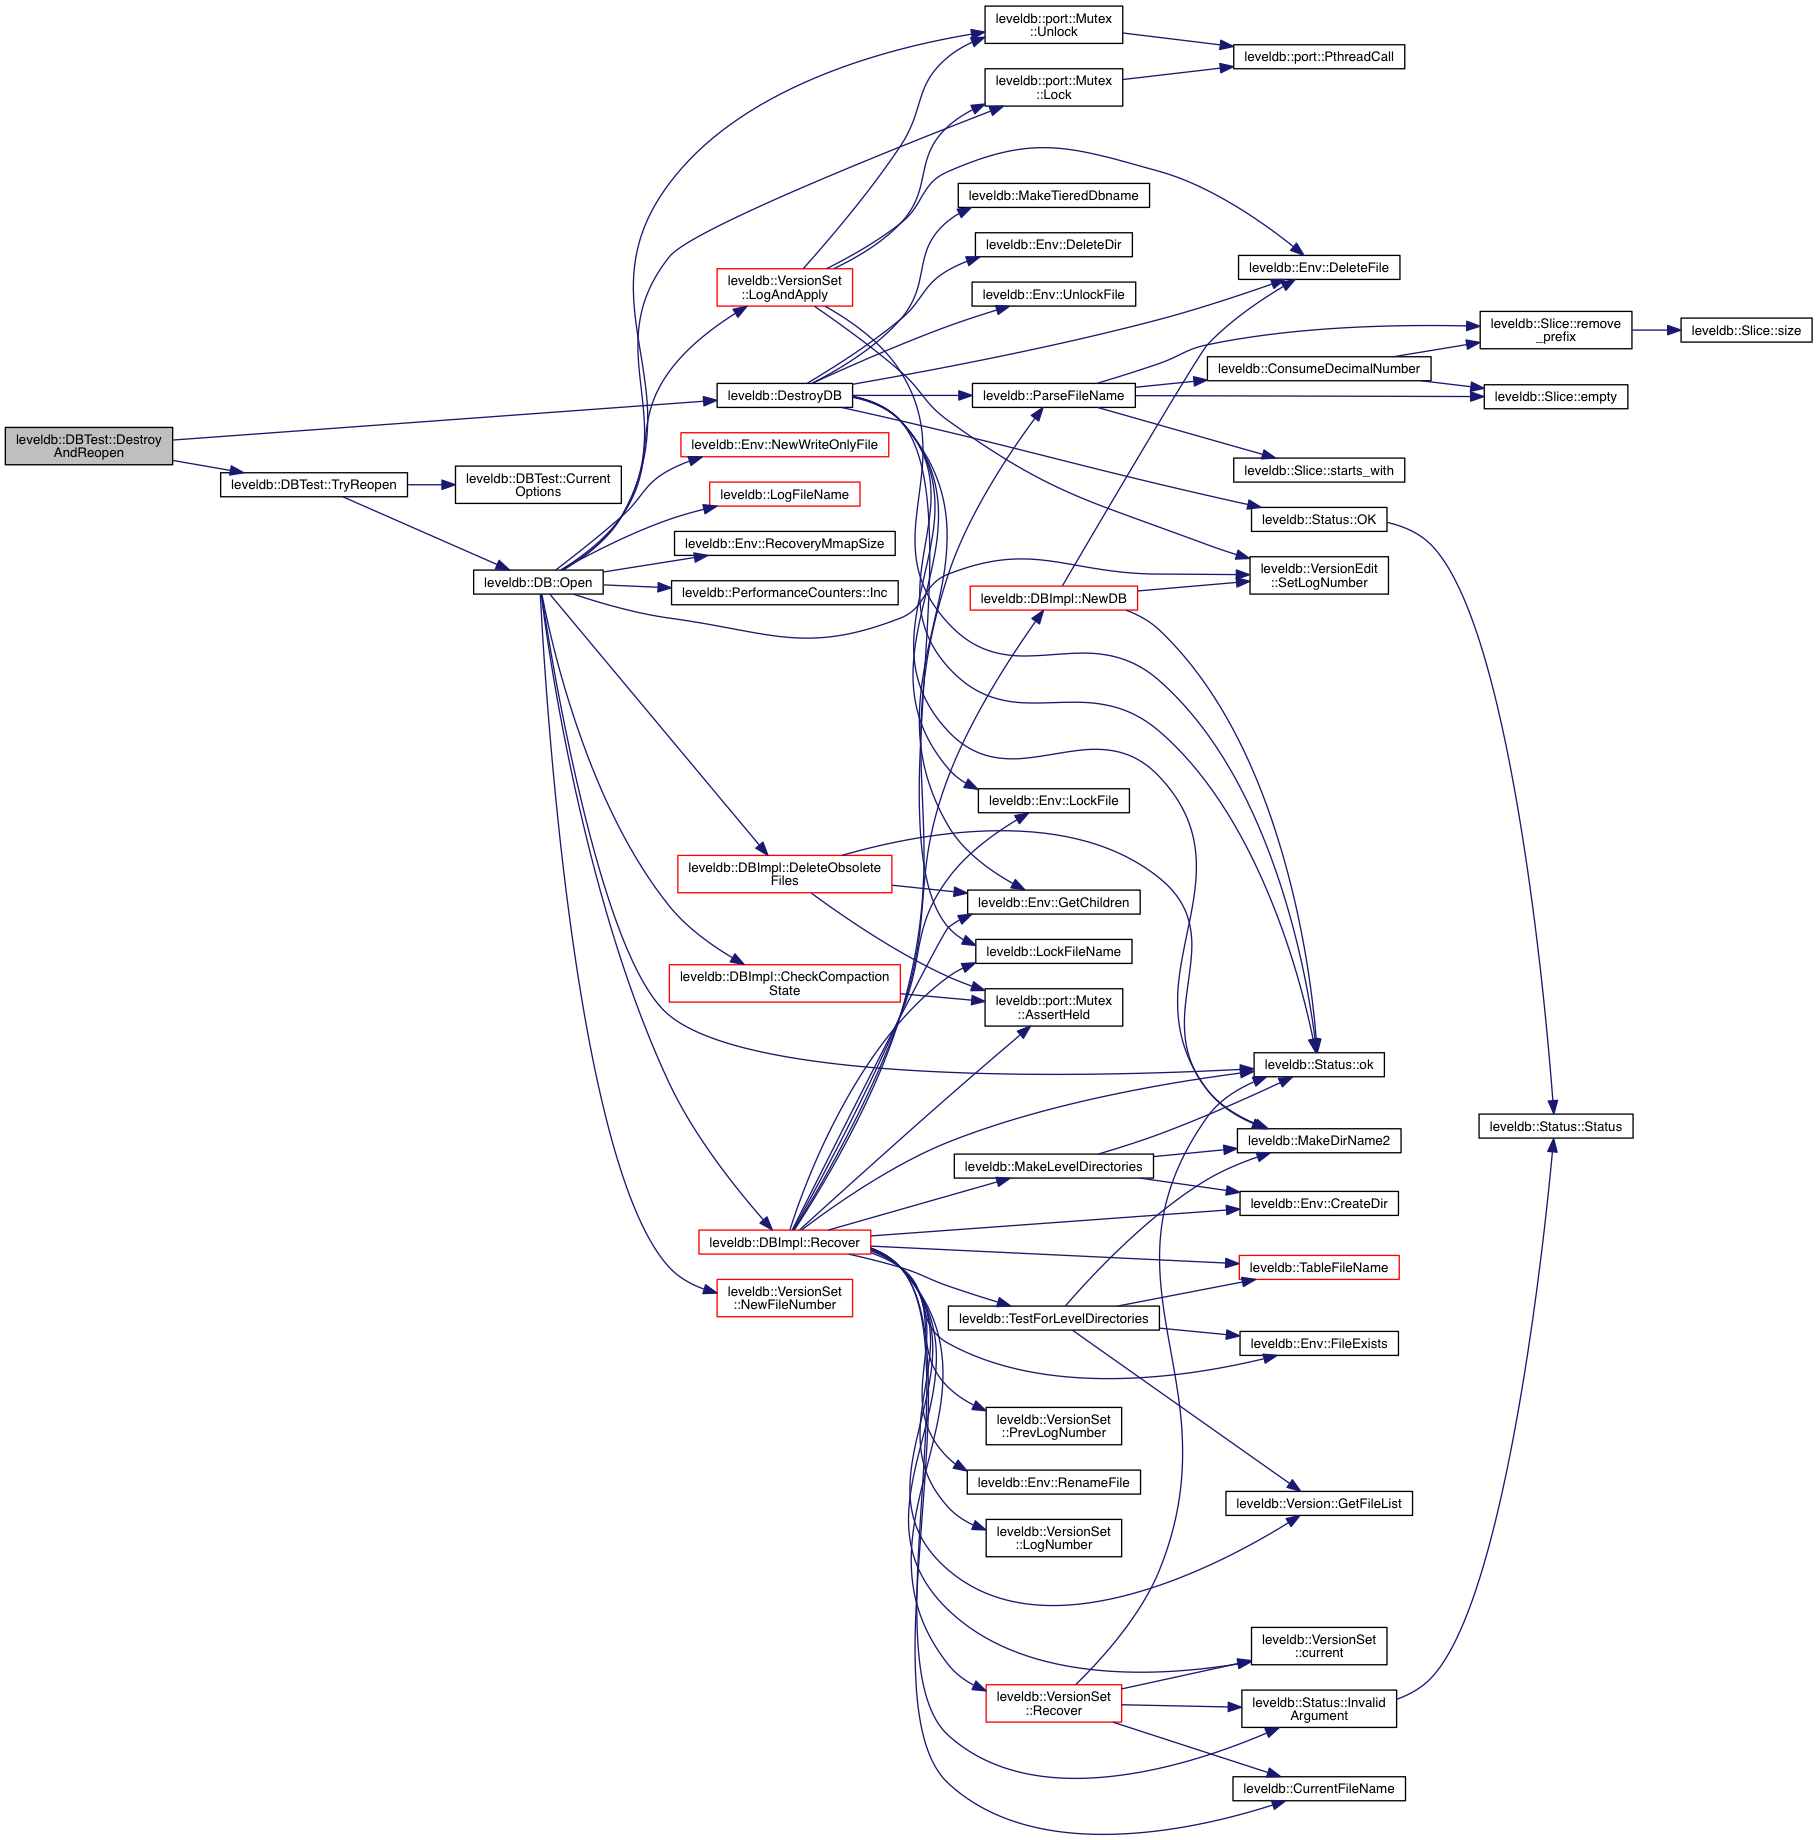 leveldb::DBTest::Destroy
AndReopen
leveldb::DBTest::TryReopen
leveldb::DBTest::Current
Options
leveldb::DB::Open
leveldb::VersionSet
::LogAndApply
leveldb::DestroyDB
leveldb::Env::NewWriteOnlyFile
leveldb::LogFileName
leveldb::Env::RecoveryMmapSize
leveldb::PerformanceCounters::Inc
leveldb::DBImpl::DeleteObsolete
Files
leveldb::DBImpl::CheckCompaction
State
leveldb::DBImpl::Recover
leveldb::VersionSet
::NewFileNumber
leveldb::port::Mutex
::Unlock
leveldb::port::Mutex
::Lock
leveldb::MakeTieredDbname
leveldb::Env::DeleteDir
leveldb::Env::UnlockFile
leveldb::ParseFileName
leveldb::DBImpl::NewDB
leveldb::Env::LockFile
leveldb::Env::GetChildren
leveldb::LockFileName
leveldb::port::Mutex
::AssertHeld
leveldb::MakeLevelDirectories
leveldb::TestForLevelDirectories
leveldb::VersionSet
::PrevLogNumber
leveldb::Env::RenameFile
leveldb::VersionSet
::LogNumber
leveldb::VersionSet
::Recover
leveldb::port::PthreadCall
leveldb::Env::DeleteFile
leveldb::ConsumeDecimalNumber
leveldb::Slice::starts_with
leveldb::Status::OK
leveldb::VersionEdit
::SetLogNumber
leveldb::Status::ok
leveldb::MakeDirName2
leveldb::Env::CreateDir
leveldb::TableFileName
leveldb::Env::FileExists
leveldb::Version::GetFileList
leveldb::VersionSet
::current
leveldb::Status::Invalid
Argument
leveldb::CurrentFileName
leveldb::Slice::remove
_prefix
leveldb::Slice::empty
leveldb::Status::Status
leveldb::Slice::size